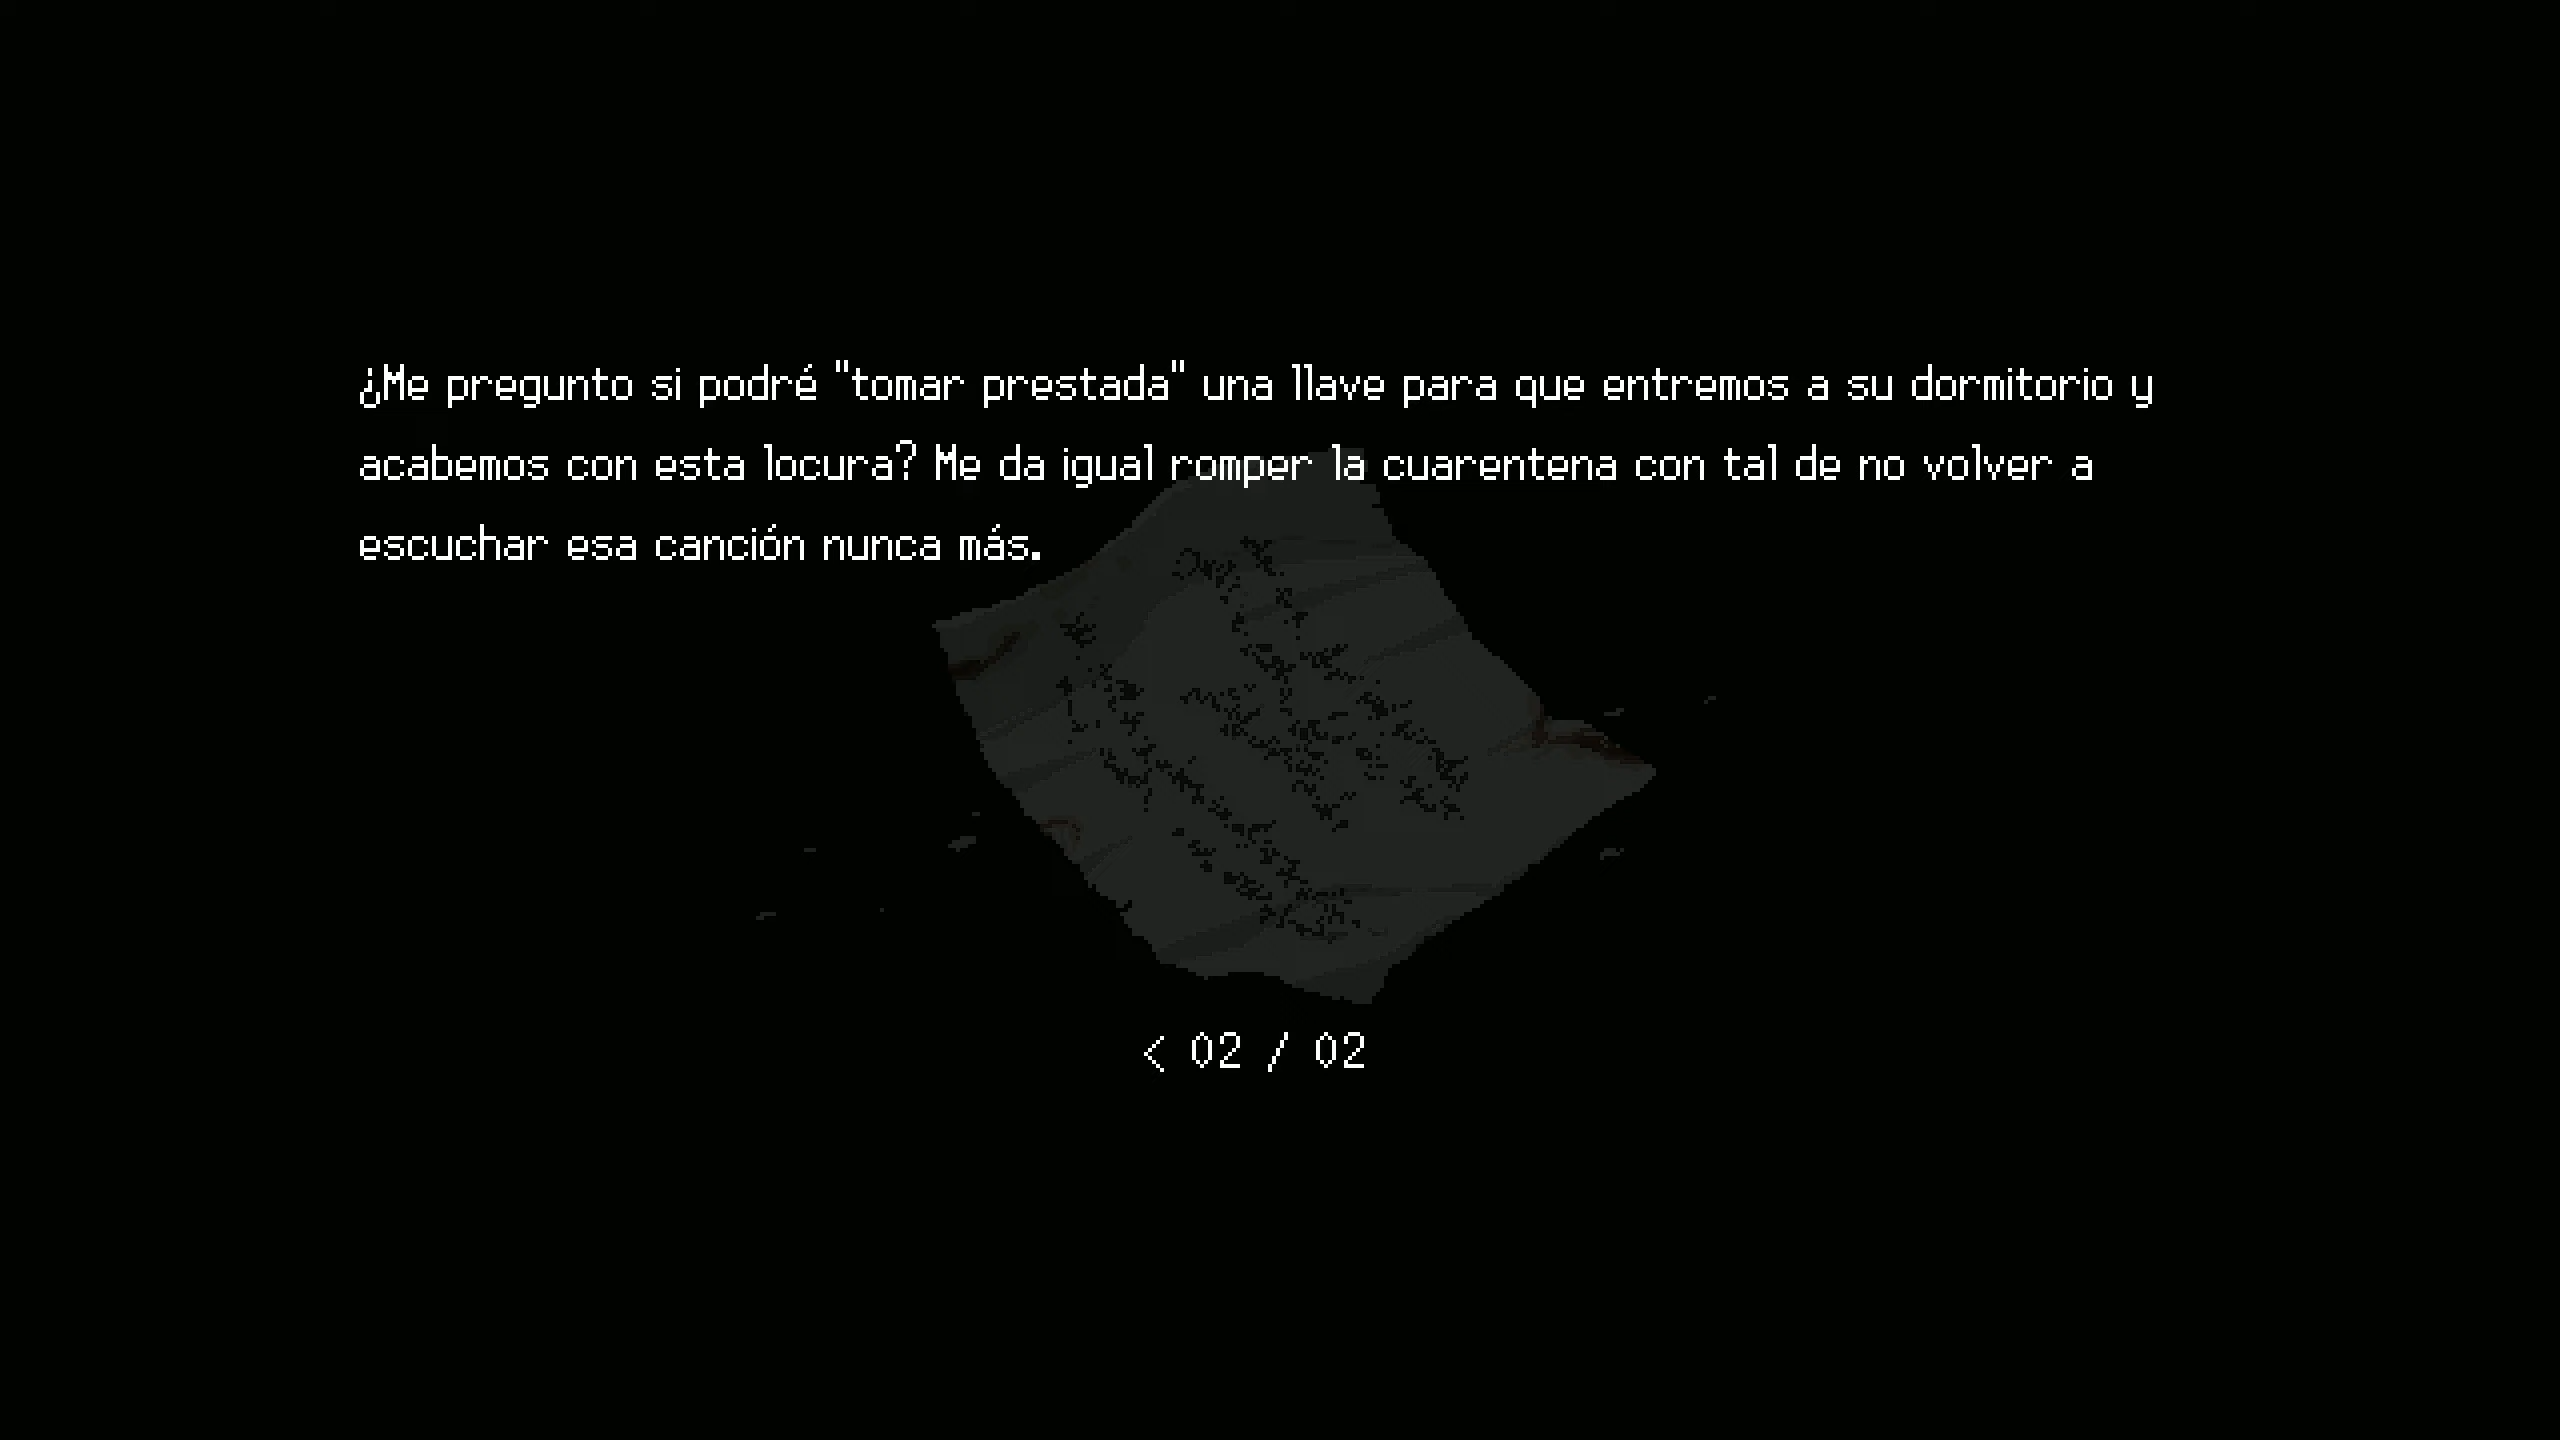 ¿Me pregunto si podré "tomar prestada" una llave para que entremos a su dormitorio y
acabemos con esta locura? Me da igual romper la cuarentena con tal de no volver a
escuchar esa canción nunca más.
< 02 / 02